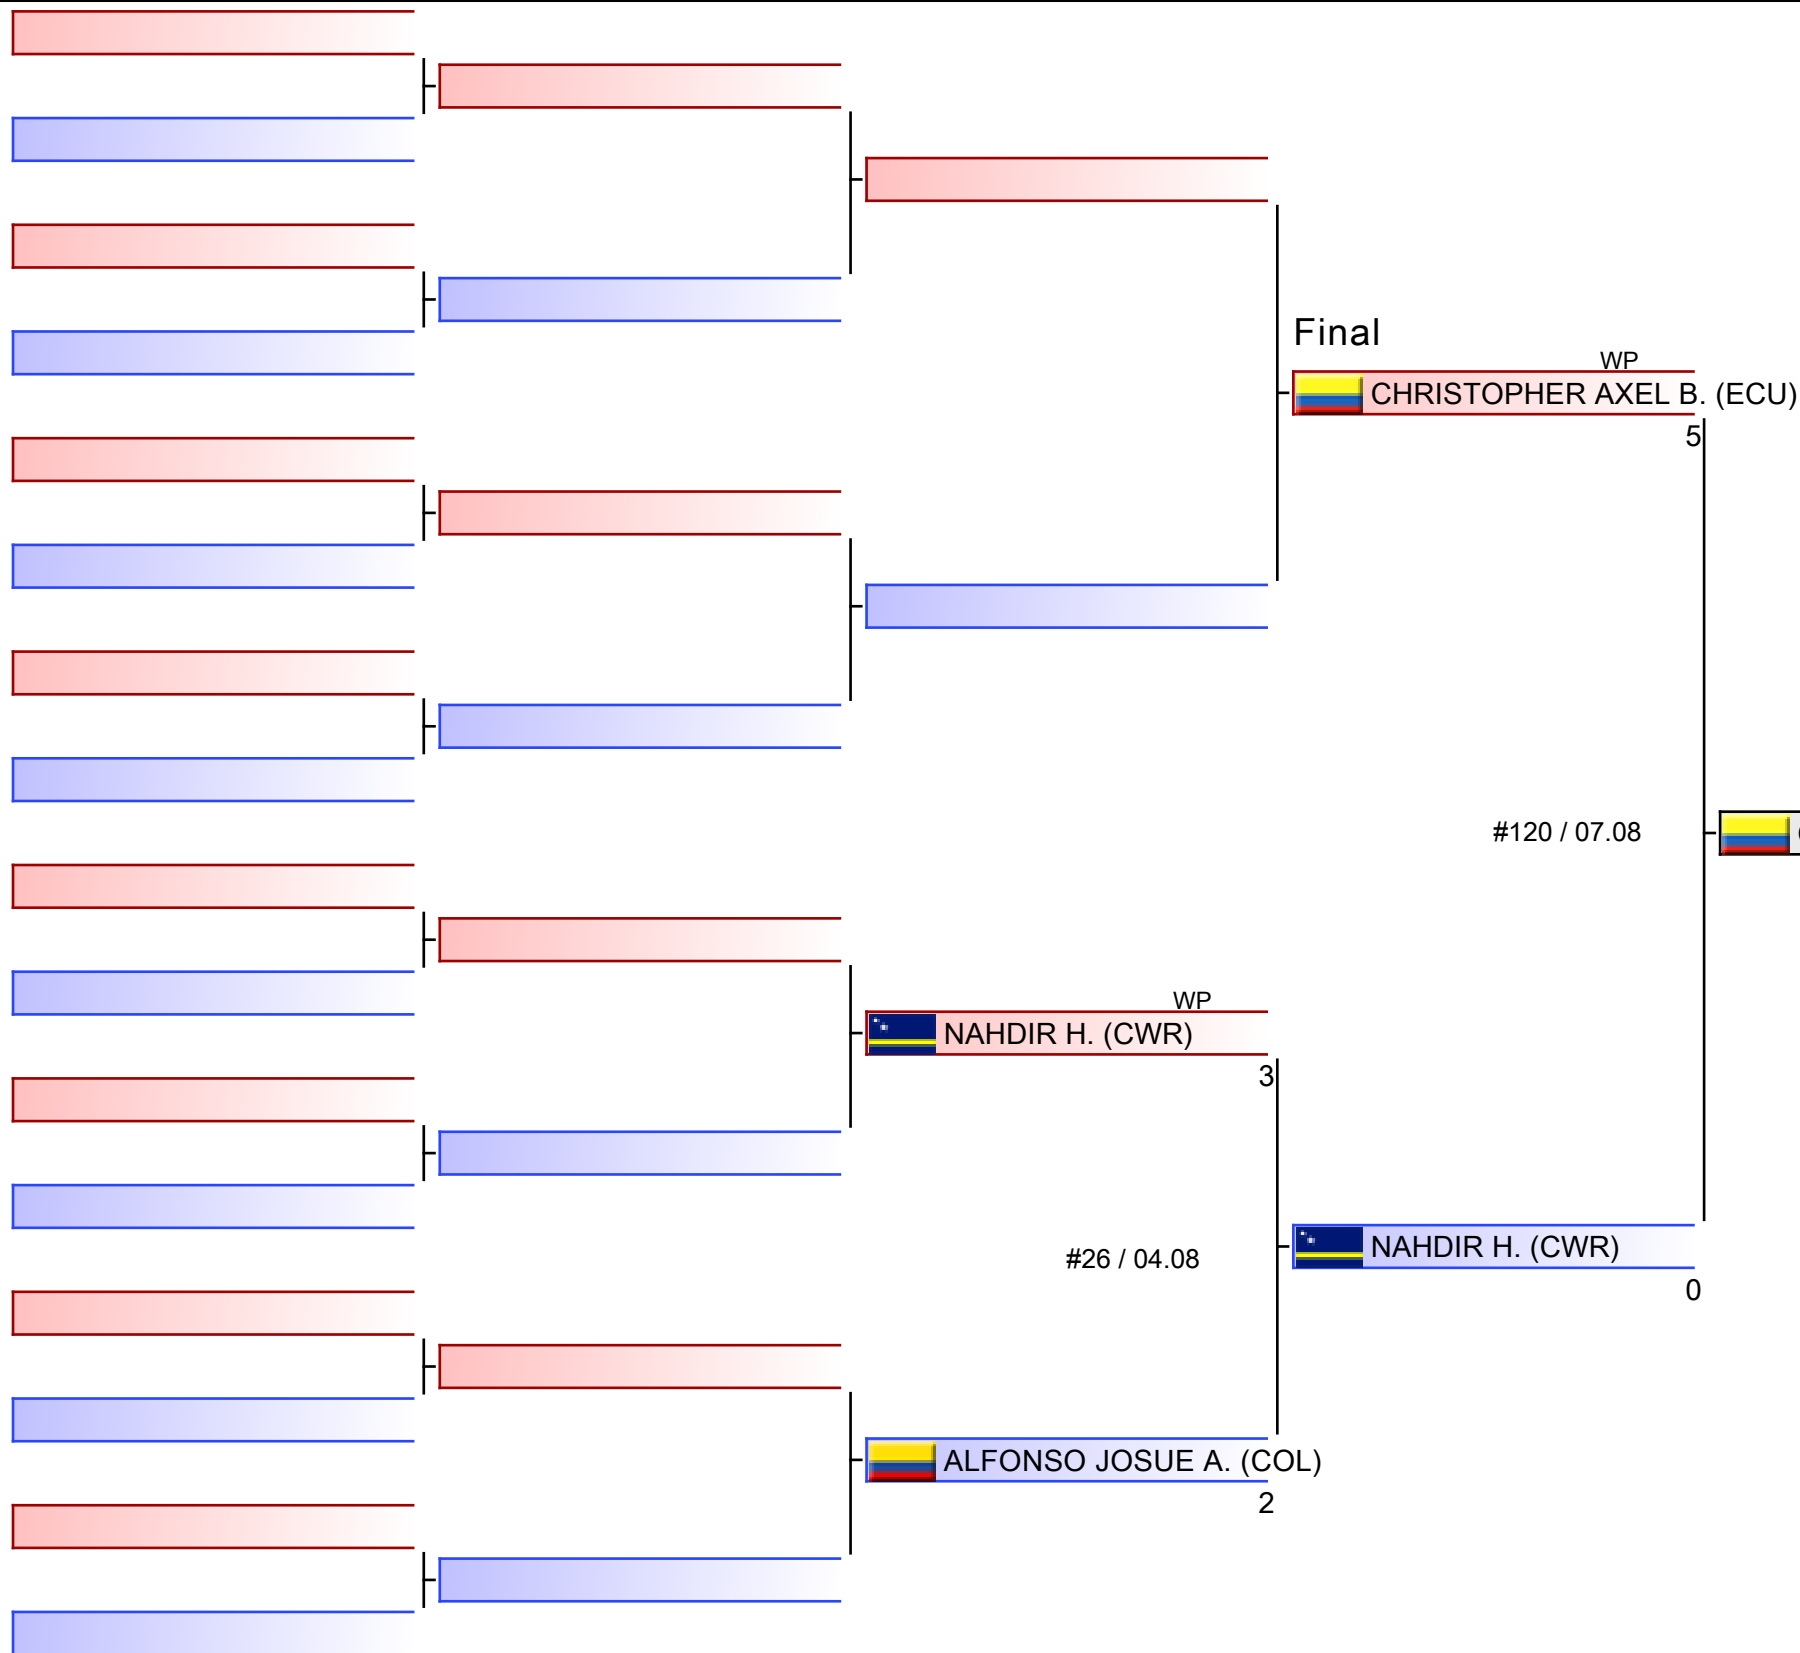 Final
WP
CHRISTOPHER AXEL B. (ECU)
5
#120 / 07.08
WP
NAHDIR H. (CWR)
3
#26 / 04.08
NAHDIR H. (CWR)
0
ALFONSO JOSUE A. (COL)
2